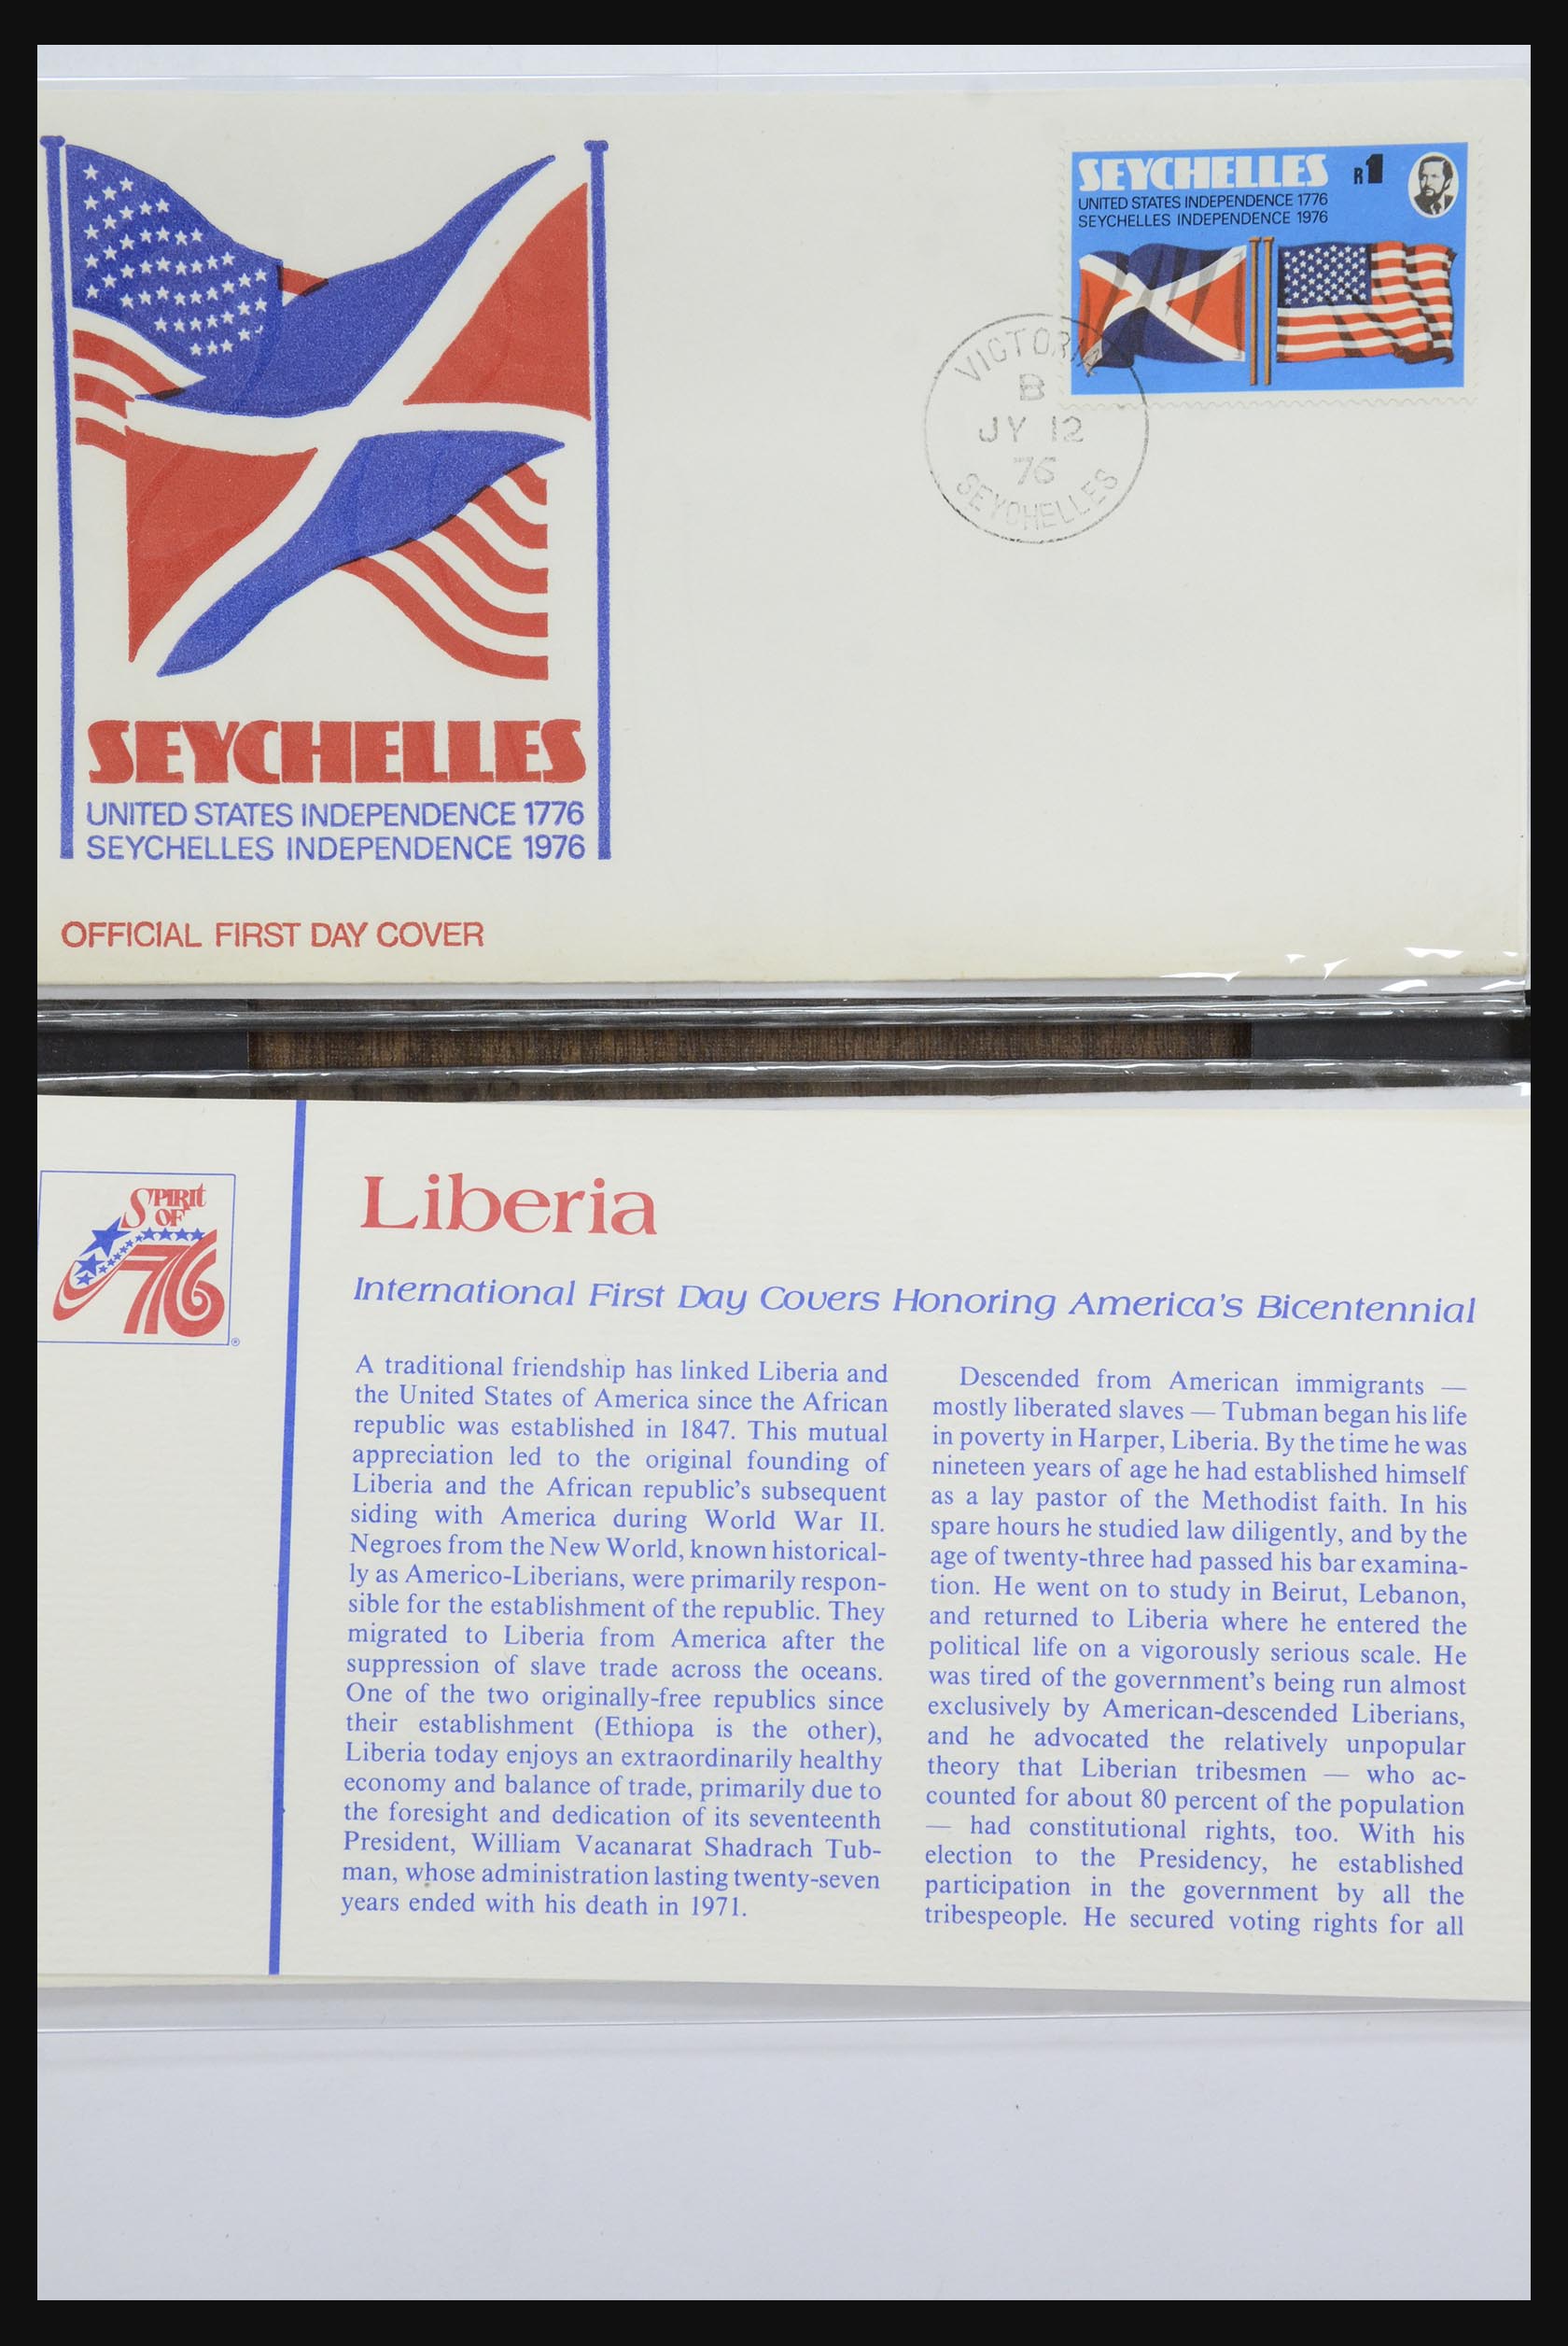 SEYCHELLES R1
UNITED STATES INDEPENDENCE 1776
SEYCHELLES INDEPENDENCE 1976
VICTORIA
B
JY 12
76
SEYCHELLES
SEYCHELLES
UNITED STATES INDEPENDENCE 1776
SEYCHELLES INDEPENDENCE 1976
OFFICIAL FIRST DAY COVER
SPIRIT
OF
76
®
Liberia
International First Day Covers Honoring America's Bicentennial
A traditional friendship has linked Liberia and
the United States of America since the African
republic was established in 1847. This mutual
appreciation led to the original founding of
Liberia and the African republic's subsequent
siding with America during World War II.
Negroes from the New World, known historical-
ly as Americo-Liberians, were primarily respon-
sible for the establishment of the republic. They
migrated to Liberia from America after the
suppression of slave trade across the oceans.
One of the two originally-free republics since
their establishment (Ethiopa is the other),
Liberia today enjoys an extraordinarily healthy
economy and balance of trade, primarily due to
the foresight and dedication of its seventeenth
President, William Vacanarat Shadrach Tub-
man, whose administration lasting twenty-seven
years ended with his death in 1971.
Descended from American immigrants —
mostly liberated slaves — Tubman began his life
in poverty in Harper, Liberia. By the time he was
nineteen years of age he had established himself
as a lay pastor of the Methodist faith. In his
spare hours he studied law diligently, and by the
age of twenty-three had passed his bar examina-
tion. He went on to study in Beirut, Lebanon,
and returned to Liberia where he entered the
political life on a vigorously serious scale. He
was tired of the government's being run almost
exclusively by American-descended Liberians,
and he advocated the relatively unpopular
theory that Liberian tribesmen — who ac-
counted for about 80 percent of the population
— had constitutional rights, too. With his
election to the Presidency, he established
participation in the government by all the
tribespeople. He secured voting rights for all